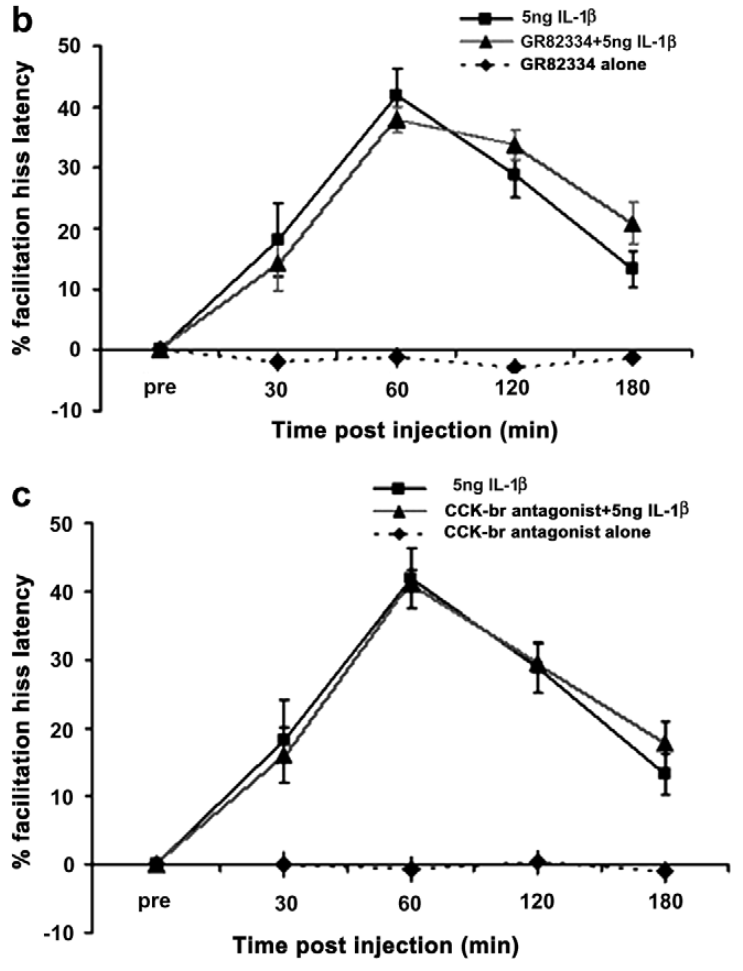 b
5ng IL-1β
GR82334+5ng IL-1β
GR82334 alone
% facilitation hiss latency
50
40
30
20
10
0
-10
pre 30 60 120 180
Time post injection (min)
c
5ng IL-1β
CCK-br antagonist+5ng IL-1β
CCK-br antagonist alone
% facilitation hiss latency
50
40
30
20
10
0
-10
pre 30 60 120 180
Time post injection (min)